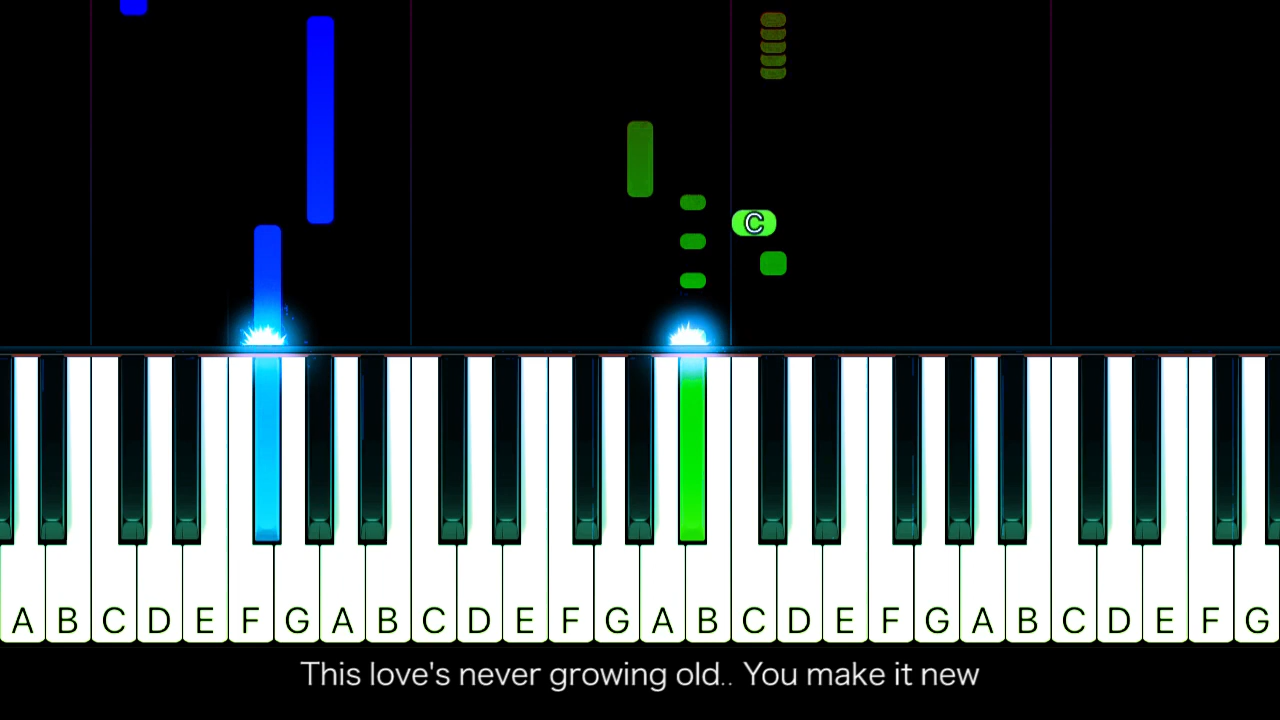 C
A B C D E F G A B C D E F G A B C D E F G A B C D E F G
This love's never growing old.. You make it new